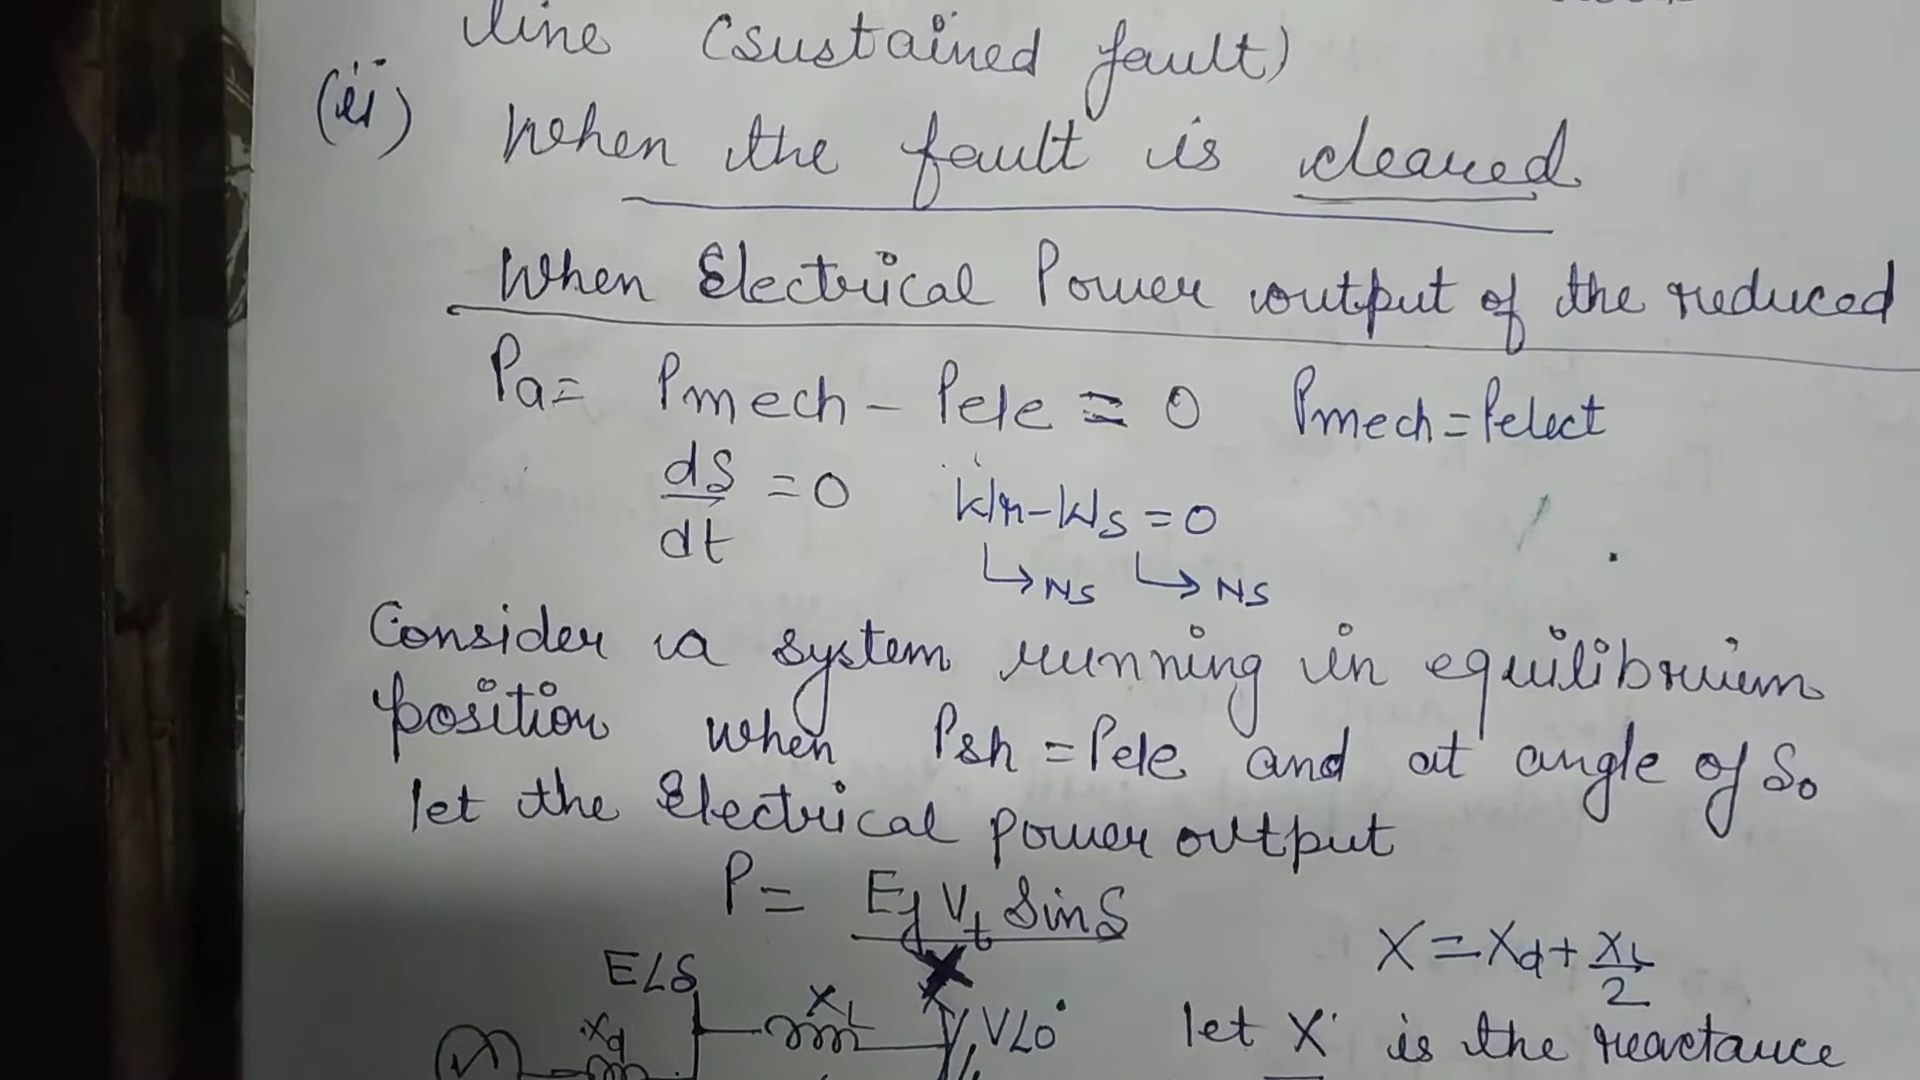 line (sustained fault)
(ii) When the fault is cleared
When Electrical Power output of the reduced
Pa = Pmech - Pele = 0 Pmech = Pelect
dδ/dt = 0 Wr - Ws = 0
↳ NS ↳ NS
Consider a system running in equilibrium
position when Psh = Pele and at angle of δ0
let the Electrical power output
P = Ef Vt Sinδ / X
X = Xd + XL/2
E∠δ
Xd XL V∠0°
let X is the reactance